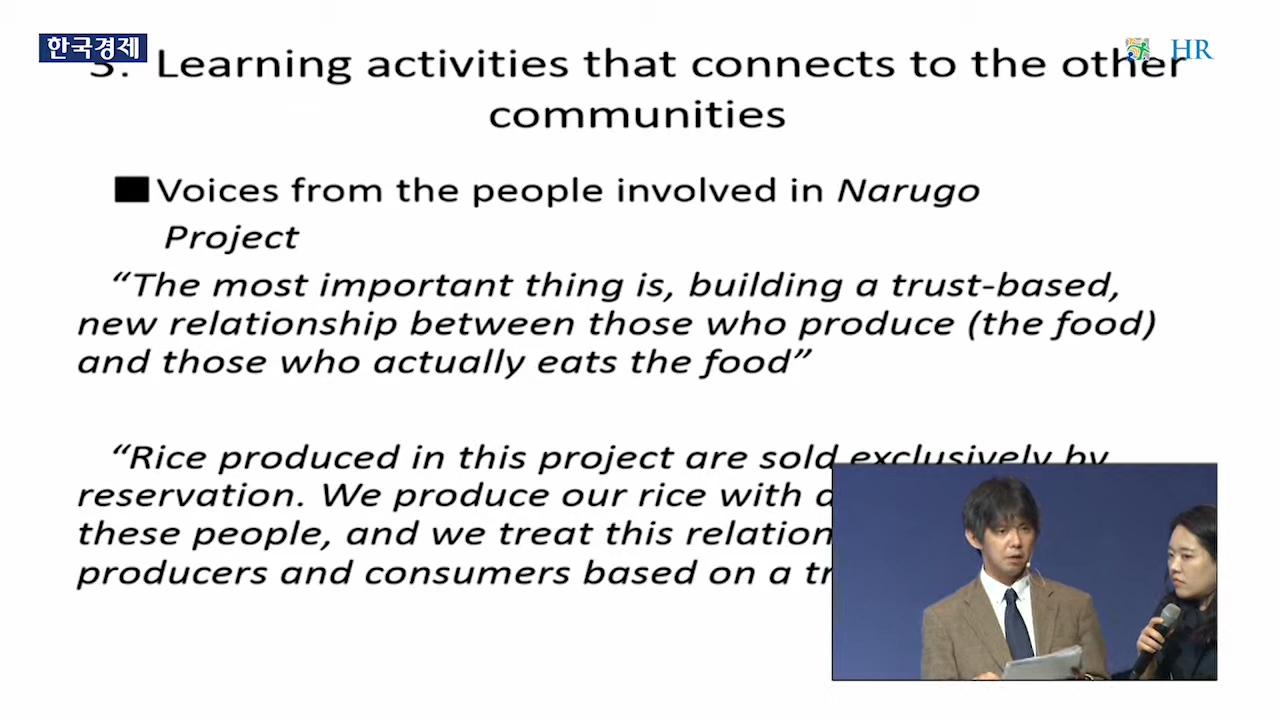 한국경제
HR
3. Learning activities that connects to the other
communities
Voices from the people involved in Narugo
Project
“The most important thing is, building a trust-based,
new relationship between those who produce (the food)
and those who actually eats the food”
“Rice produced in this project are sold exclusively by
reservation. We produce our rice with
these people, and we treat this
producers and consumers based on a